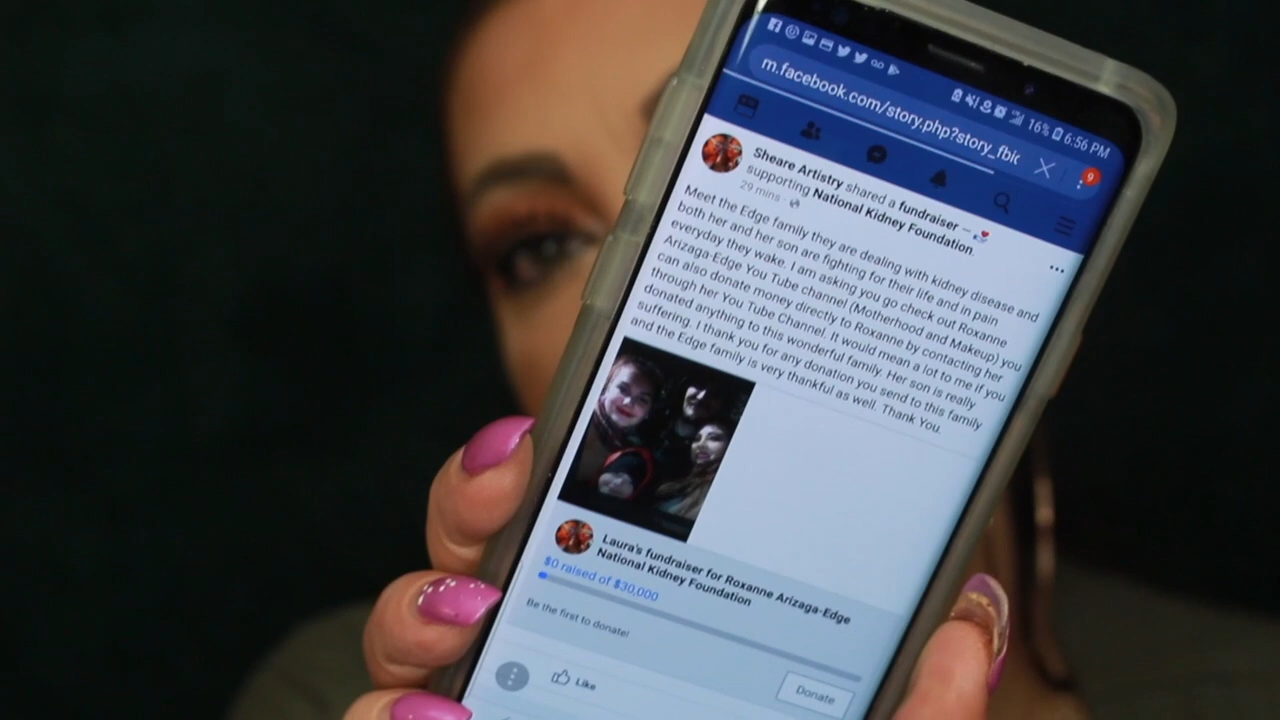 16% 6:56 PM
m.facebook.com/story.php?story_fbic
9
Sheare Artistry shared a fundraiser —
supporting National Kidney Foundation.
29 mins ·
Meet the Edge family they are dealing with kidney disease and
both her and her son are fighting for their life and in pain
everyday they wake. I am asking you go check out Roxanne
Arizaga-Edge You Tube channel (Motherhood and Makeup) you
can also donate money directly to Roxanne by contacting her
through her You Tube Channel. It would mean a lot to me if you
donated anything to this wonderful family. Her son is really
suffering. I thank you for any donation you send to this family
and the Edge family is very thankful as well. Thank You.
Laura's fundraiser for Roxanne Arizaga-Edge
National Kidney Foundation
$0 raised of $30,000
Be the first to donate!
Donate
Like